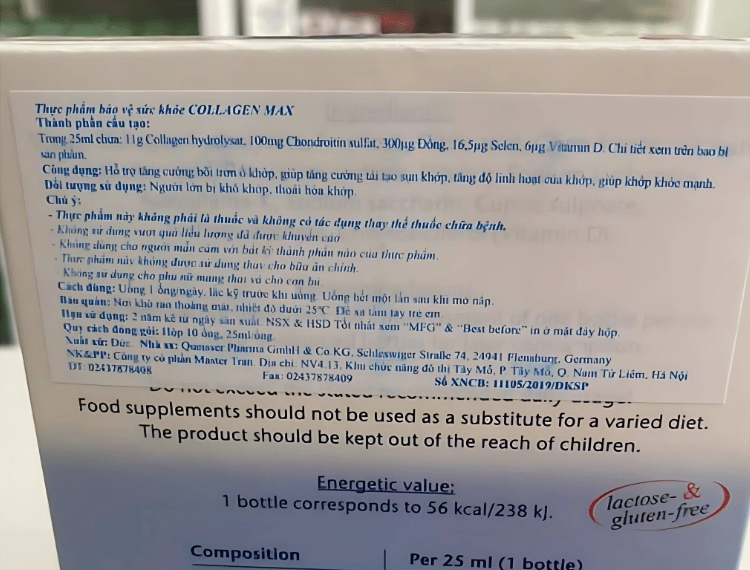 Thực phẩm bảo vệ sức khỏe COLLAGEN MAX
Thành phần cấu tạo:
Trong 25ml chứa: 11g Collagen hydrolysat, 100mg Chondroitin sulfat, 300µg Đồng, 16,5µg Selen, 6µg Vitamin D. Chi tiết xem trên bao bì
sản phẩm.
Công dụng: Hỗ trợ tăng cường bôi trơn ổ khớp, giúp tăng cường tái tạo sụn khớp, tăng độ linh hoạt của khớp, giúp khớp khỏe mạnh.
Đối tượng sử dụng: Người lớn bị khô khớp, thoái hóa khớp.
Chú ý:
- Thực phẩm này không phải là thuốc và không có tác dụng thay thế thuốc chữa bệnh.
- Không sử dụng vượt quá liều lượng đã được khuyến cáo
- Không dùng cho người mẫn cảm với bất kỳ thành phần nào của thực phẩm.
- Thực phẩm này không được sử dụng thay cho bữa ăn chính.
- Không sử dụng cho phụ nữ mang thai và cho con bú.
Cách dùng: Uống 1 ống/ngày, lắc kỹ trước khi uống. Uống hết một lần sau khi mở nắp.
Bảo quản: Nơi khô ráo thoáng mát, nhiệt độ dưới 25°C. Để xa tầm tay trẻ em.
Hạn sử dụng: 2 năm kể từ ngày sản xuất. NSX & HSD Tốt nhất xem "MFG" & "Best before" in ở mặt đáy hộp.
Quy cách đóng gói: Hộp 10 ống, 25ml/ống.
Xuất xứ: Đức. Nhà sx: Quetaver Pharma GmbH & Co.KG. Schleswiger Straße 74, 24941 Flensburg, Germany
NK&PP: Công ty cổ phần Master Tran. Địa chỉ: NV4.13, Khu chức năng đô thị Tây Mỗ, P. Tây Mỗ, Q. Nam Từ Liêm, Hà Nội
ĐT: 02437878408 Fax: 02437878409 Số XNCB: 11105/2019/ĐKSP
Do not exceed the stated recommended daily dosage.
Food supplements should not be used as a substitute for a varied diet.
The product should be kept out of the reach of children.
Energetic value:
1 bottle corresponds to 56 kcal/238 kJ.
lactose- &
gluten-free
Composition Per 25 ml (1 bottle)